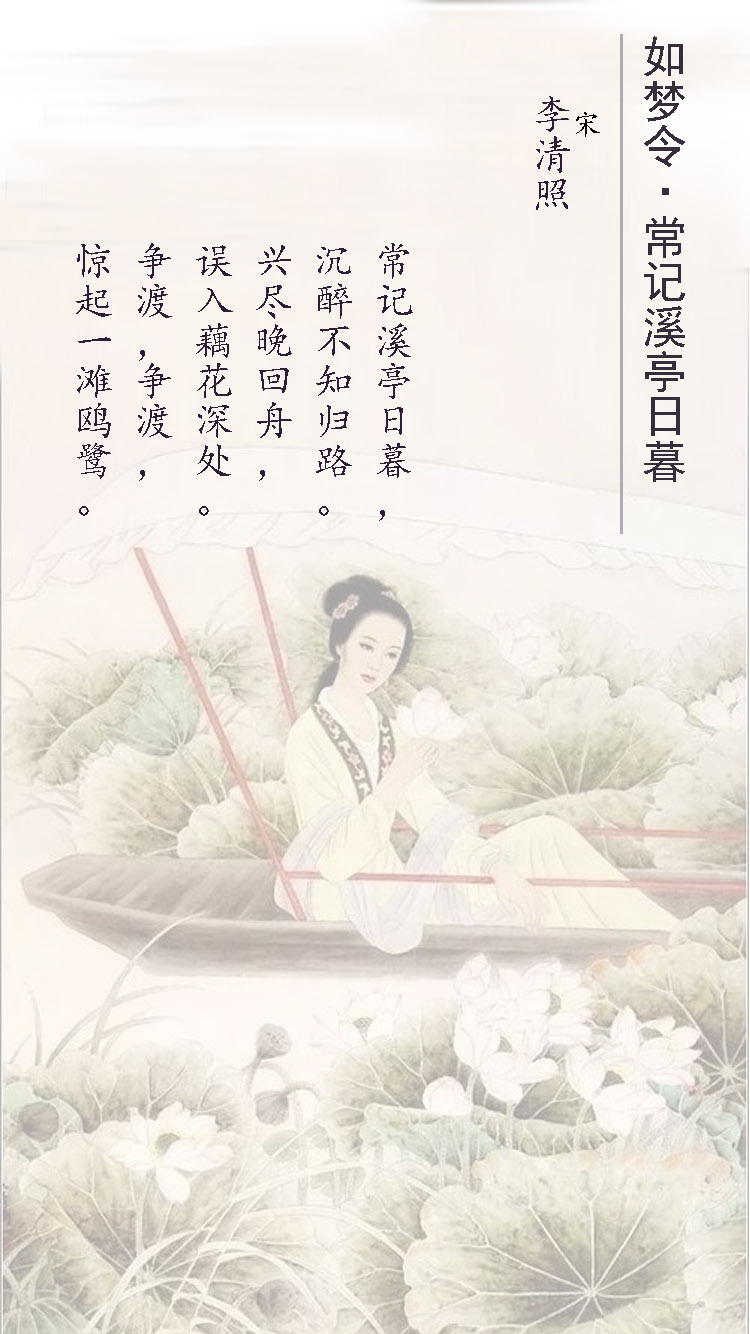 如梦令·常记溪亭日暮
宋
李清照
常记溪亭日暮，
沉醉不知归路。
兴尽晚回舟，
误入藕花深处。
争渡，争渡，
惊起一滩鸥鹭。